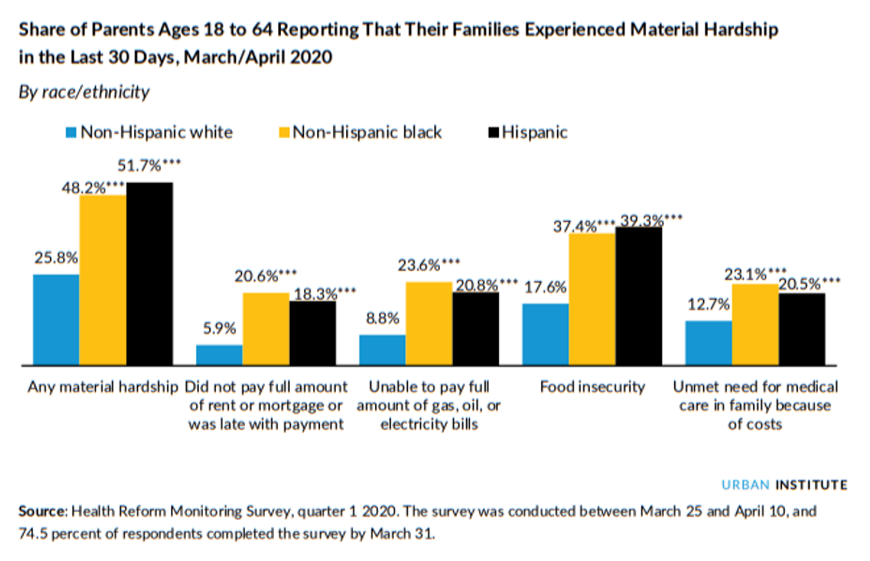 Share of Parents Ages 18 to 64 Reporting That Their Families Experienced Material Hardship
in the Last 30 Days, March/April 2020
By race/ethnicity
Non-Hispanic white
Non-Hispanic black
Hispanic
25.8%
48.2%***
51.7%***
5.9%
20.6%***
18.3%***
8.8%
23.6%***
20.8%***
17.6%
37.4%***
39.3%***
12.7%
23.1%***
20.5%***
Any material hardship
Did not pay full amount
of rent or mortgage or
was late with payment
Unable to pay full
amount of gas, oil, or
electricity bills
Food insecurity
Unmet need for medical
care in family because
of costs
URBAN INSTITUTE
Source: Health Reform Monitoring Survey, quarter 1 2020. The survey was conducted between March 25 and April 10, and
74.5 percent of respondents completed the survey by March 31.